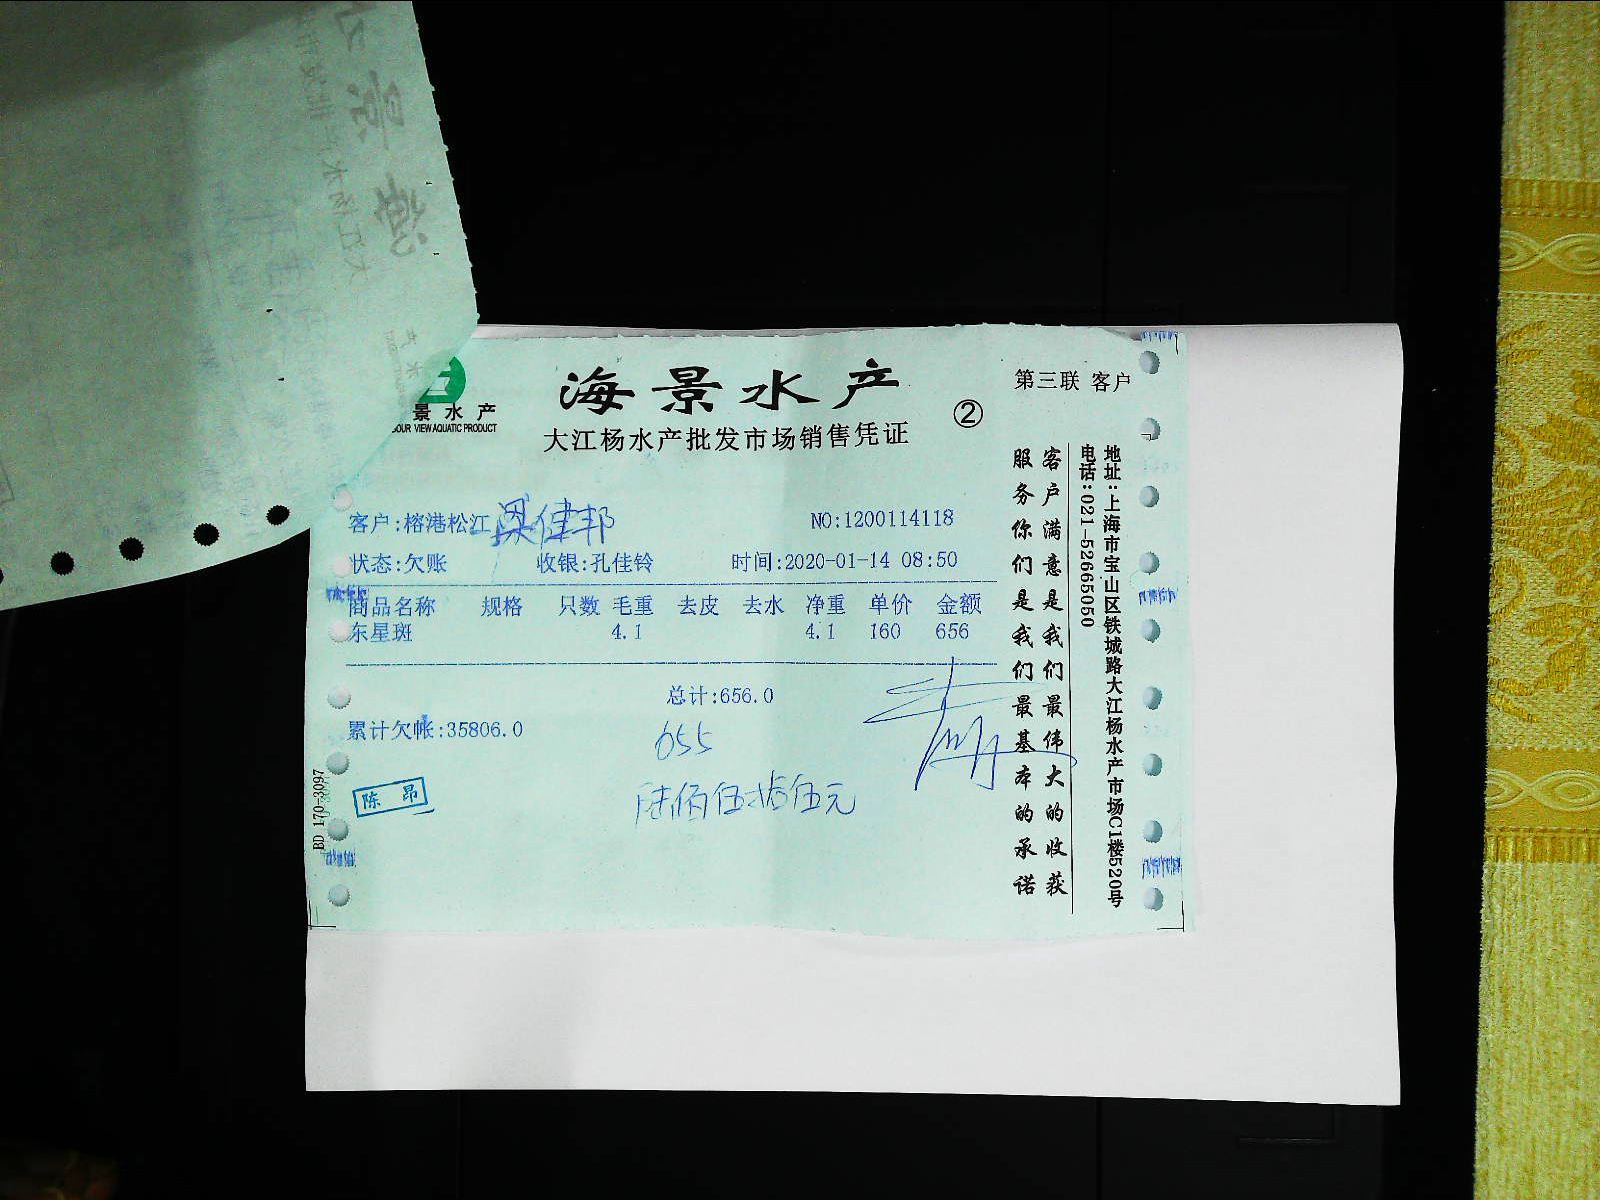 海景水产
大江杨水产批发市场销售凭证
②
第三联 客户
景水产
OUR VIEW AQUATIC PRODUCT
客户:榕港松江 梁健邦
NO:1200114118
状态:欠账 收银:孔佳铃 时间:2020-01-14 08:50
商品名称 规格 只数 毛重 去皮 去水 净重 单价 金额
东星斑 4.1 4.1 160 656
总计:656.0
累计欠帐:35806.0
655
陆佰伍拾伍元
陈昂
BD 170-3097
客户满意是我们最伟大的收获
服务你们是我们最基本的承诺
地址:上海市宝山区铁城路大江杨水产市场C1楼520号
电话:021-52665050